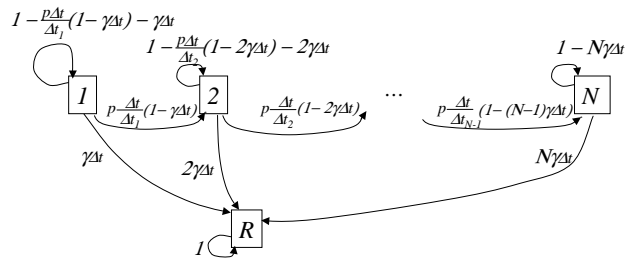 1 − pΔt/Δt₁ (1−γΔt) − γΔt
1 − pΔt/Δt₂ (1−2γΔt) − 2γΔt
1 − NγΔt
1
2
...
N
p Δt/Δt₁ (1−γΔt)
p Δt/Δt₂ (1−2γΔt)
p Δt/Δt_N-1 (1−(N−1)γΔt)
γΔt
2γΔt
NγΔt
R
1